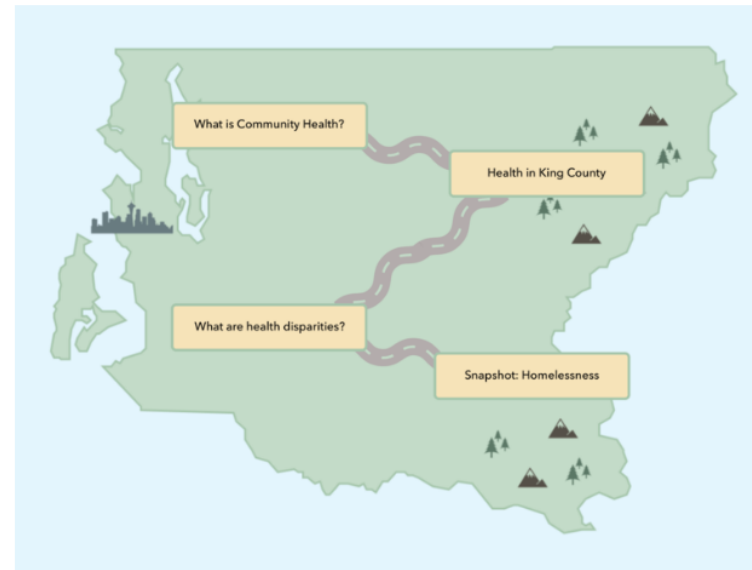 What is Community Health?
Health in King County
What are health disparities?
Snapshot: Homelessness